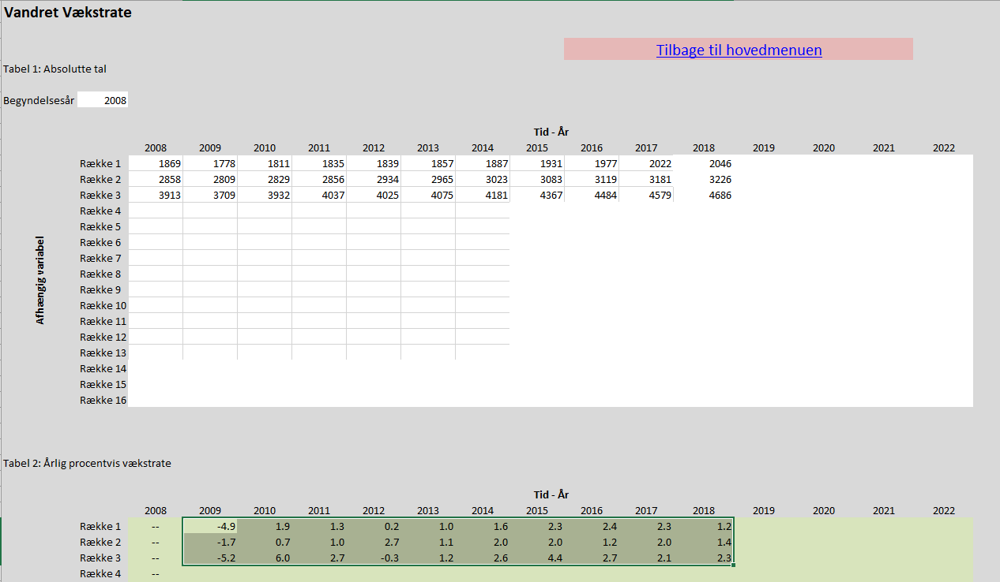 Vandret Vækstrate
Tilbage til hovedmenuen
Tabel 1: Absolutte tal
Begyndelsesår 2008
Tid - År
2008 2009 2010 2011 2012 2013 2014 2015 2016 2017 2018 2019 2020 2021 2022
Afhængig variabel
Række 1 1869 1778 1811 1835 1839 1857 1887 1931 1977 2022 2046
Række 2 2858 2809 2829 2856 2934 2965 3023 3083 3119 3181 3226
Række 3 3913 3709 3932 4037 4025 4075 4181 4367 4484 4579 4686
Række 4
Række 5
Række 6
Række 7
Række 8
Række 9
Række 10
Række 11
Række 12
Række 13
Række 14
Række 15
Række 16
Tabel 2: Årlig procentvis vækstrate
Tid - År
2008 2009 2010 2011 2012 2013 2014 2015 2016 2017 2018 2019 2020 2021 2022
Række 1 -- -4.9 1.9 1.3 0.2 1.0 1.6 2.3 2.4 2.3 1.2
Række 2 -- -1.7 0.7 1.0 2.7 1.1 2.0 2.0 1.2 2.0 1.4
Række 3 -- -5.2 6.0 2.7 -0.3 1.2 2.6 4.4 2.7 2.1 2.3
Række 4 --